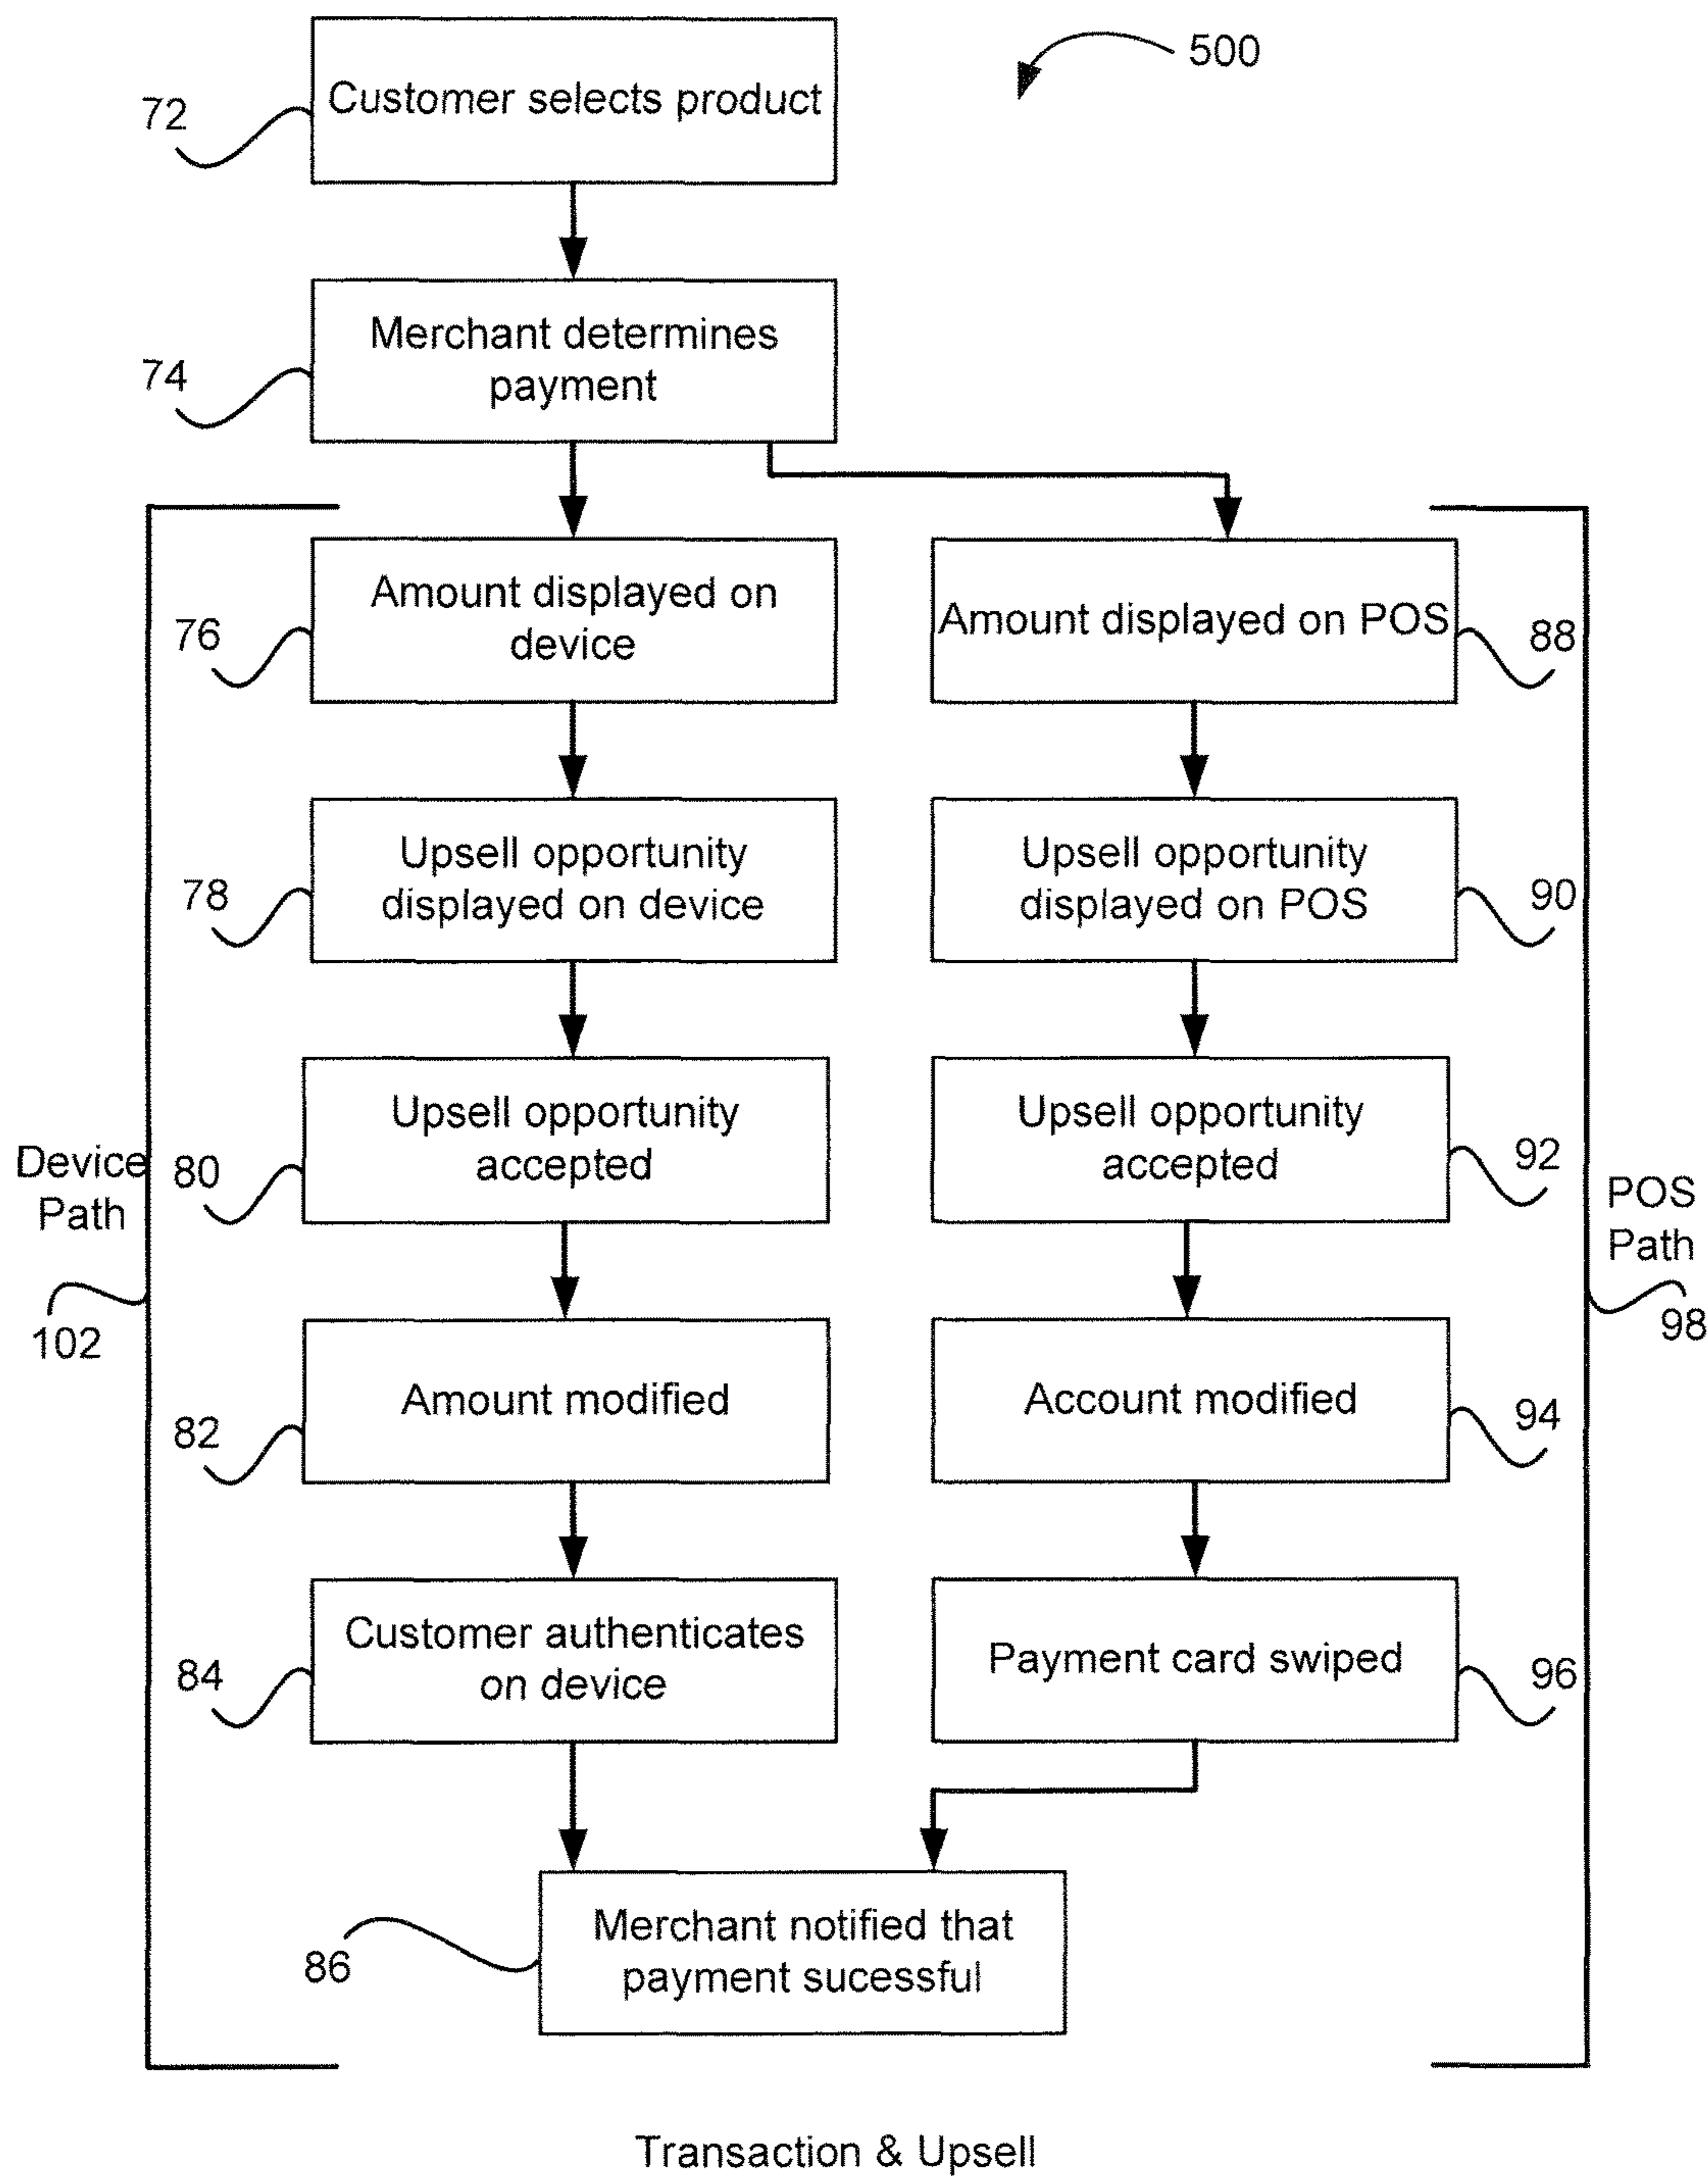 500
Customer selects product
72
Merchant determines
payment
74
Amount displayed on
device
76
Amount displayed on POS
88
Upsell opportunity
displayed on device
78
Upsell opportunity
displayed on POS
90
Upsell opportunity
accepted
80
Upsell opportunity
accepted
92
Device
Path
102
POS
Path
98
Amount modified
82
Account modified
94
Customer authenticates
on device
84
Payment card swiped
96
Merchant notified that
payment sucessful
86
Transaction & Upsell